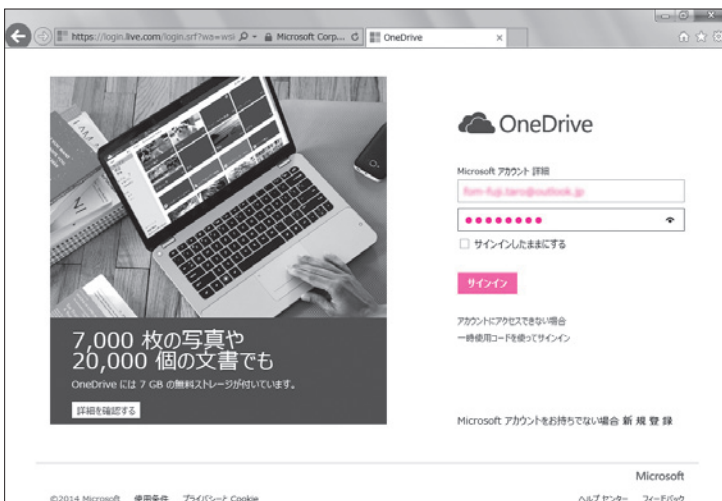 https://login.live.com/login.srf?wa=wsi
Microsoft Corp...
OneDrive
OneDrive
Microsoft アカウント 詳細
fom-fuji.taro@outlook.jp
サインインしたままにする
サインイン
アカウントにアクセスできない場合
一時使用コードを使ってサインイン
7,000 枚の写真や
20,000 個の文書でも
OneDrive には 7 GB の無料ストレージが付いています。
詳細を確認する
Microsoft アカウントをお持ちでない場合 新 規 登 録
Microsoft
©2014 Microsoft 使用条件 プライバシーと Cookie
ヘルプ センター フィードバック